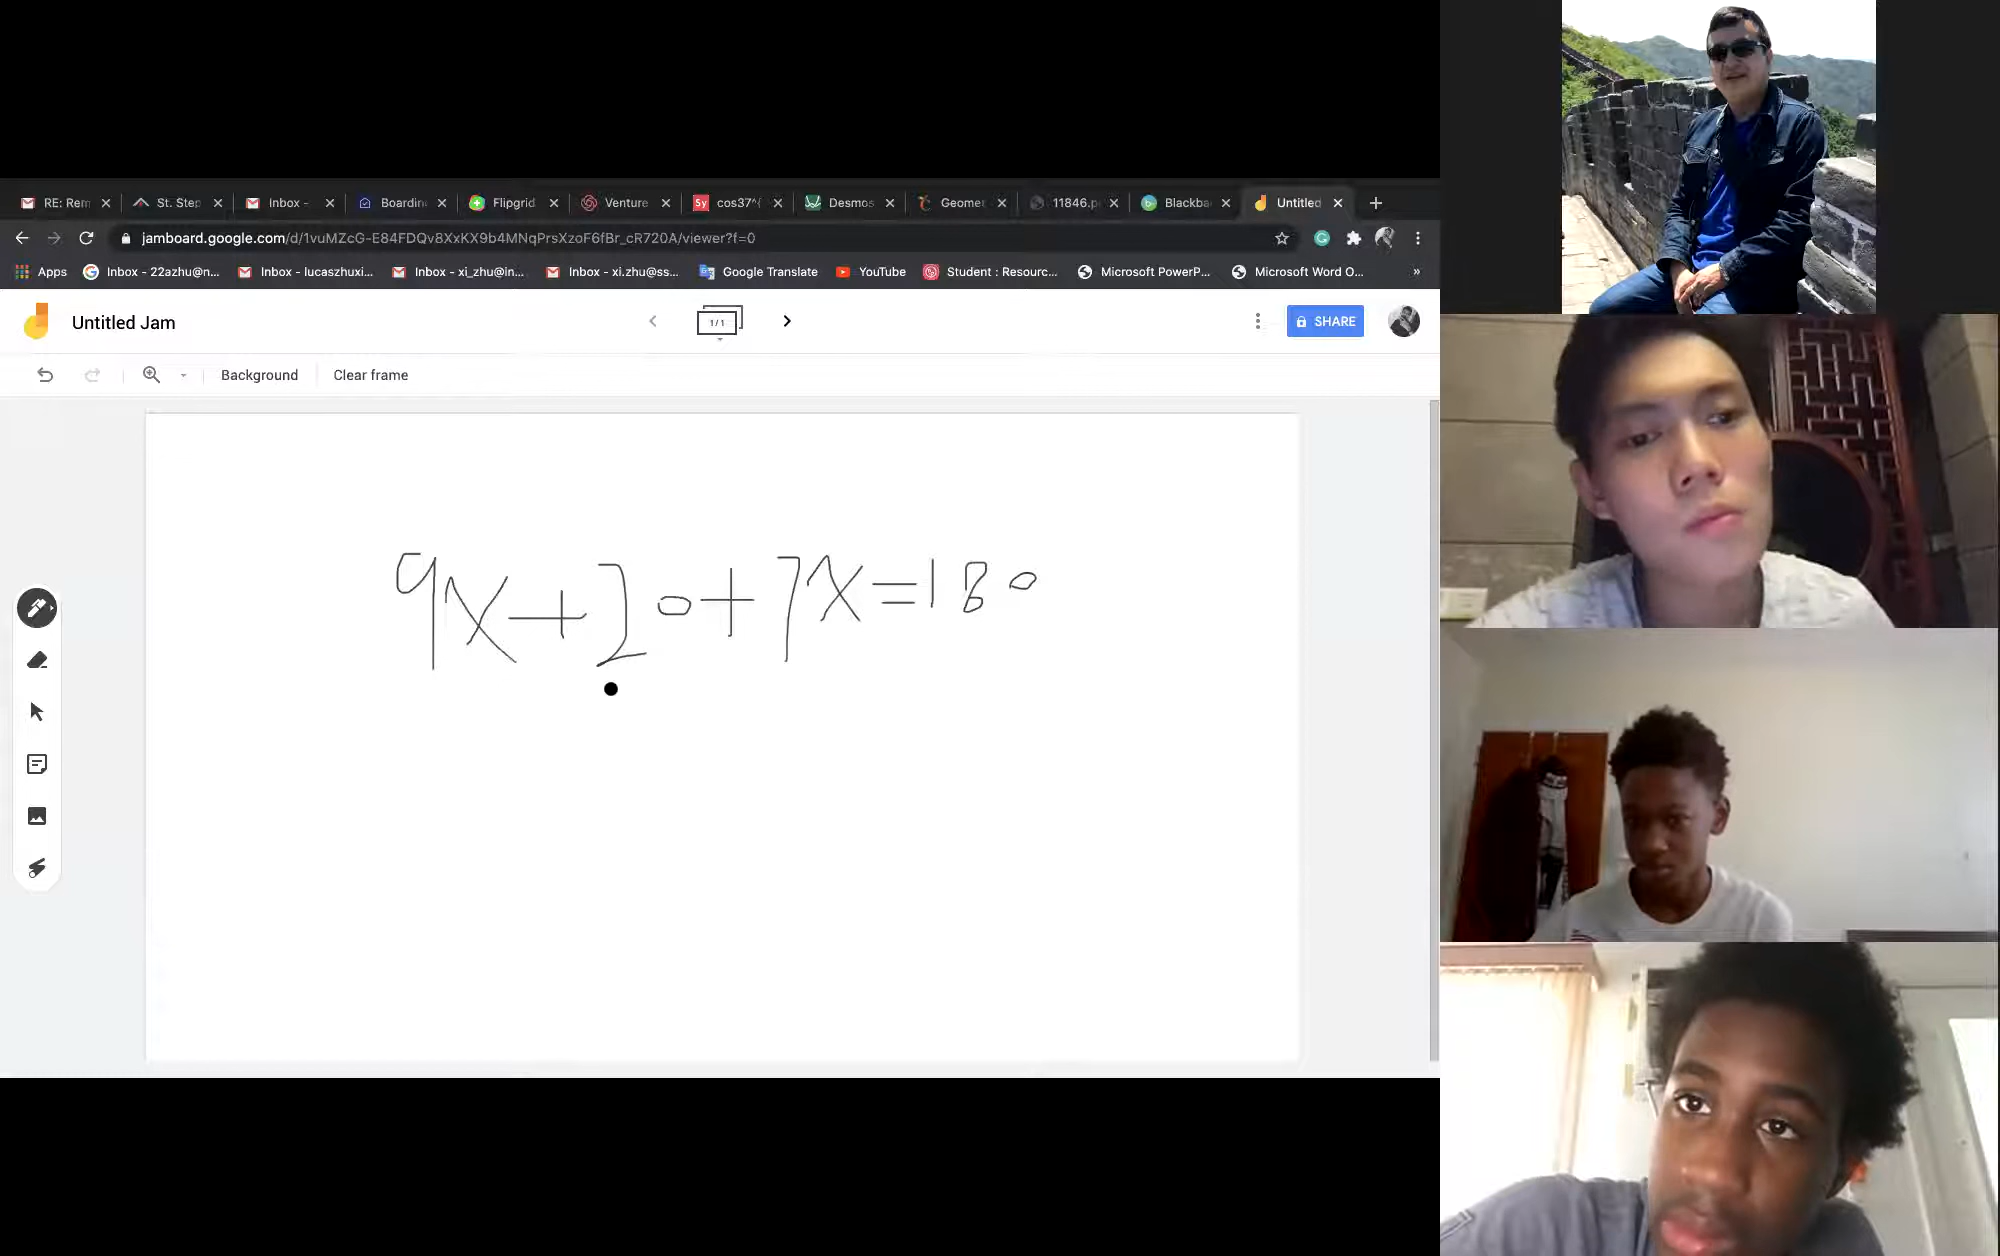 RE: Rem
St. Step
Inbox -
Boardin
Flipgrid
Venture
Sy cos37^(
Desmos
Geomet
11846.p
Blackba
Untitled
jamboard.google.com/d/1vuMZcG-E84FDQv8XxKX9b4MNqPrsXzoF6fBr_cR720A/viewer?f=0
Apps
Inbox - 22azhu@n...
Inbox - lucaszhuxi...
Inbox - xi_zhu@in...
Inbox - xi.zhu@ss...
Google Translate
YouTube
Student : Resourc...
Microsoft PowerP...
Microsoft Word O...
»
Untitled Jam
1/1
SHARE
Background
Clear frame
9x+20+7x=180